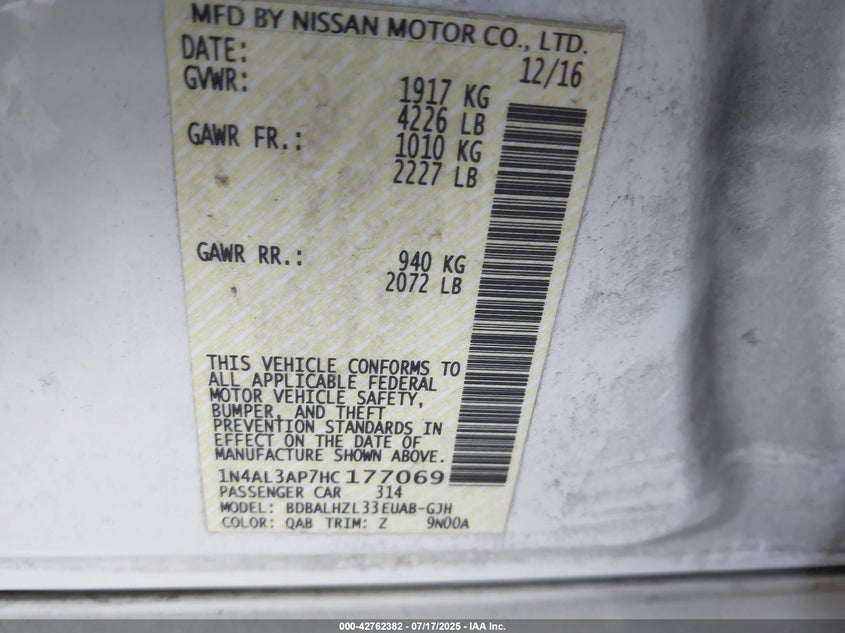 MFD BY NISSAN MOTOR CO., LTD.
DATE: 12/16
GVWR: 1917 KG
4226 LB
GAWR FR.: 1010 KG
2227 LB
GAWR RR.: 940 KG
2072 LB
THIS VEHICLE CONFORMS TO
ALL APPLICABLE FEDERAL
MOTOR VEHICLE SAFETY,
BUMPER, AND THEFT
PREVENTION STANDARDS IN
EFFECT ON THE DATE OF
MANUFACTURE SHOWN ABOVE.
1N4AL3AP7HC177069
PASSENGER CAR 314
MODEL: BDBALHZL33EUAB-GJH
COLOR: QAB TRIM: Z 9N00A
000-42762382 - 07/17/2025 - IAA Inc.